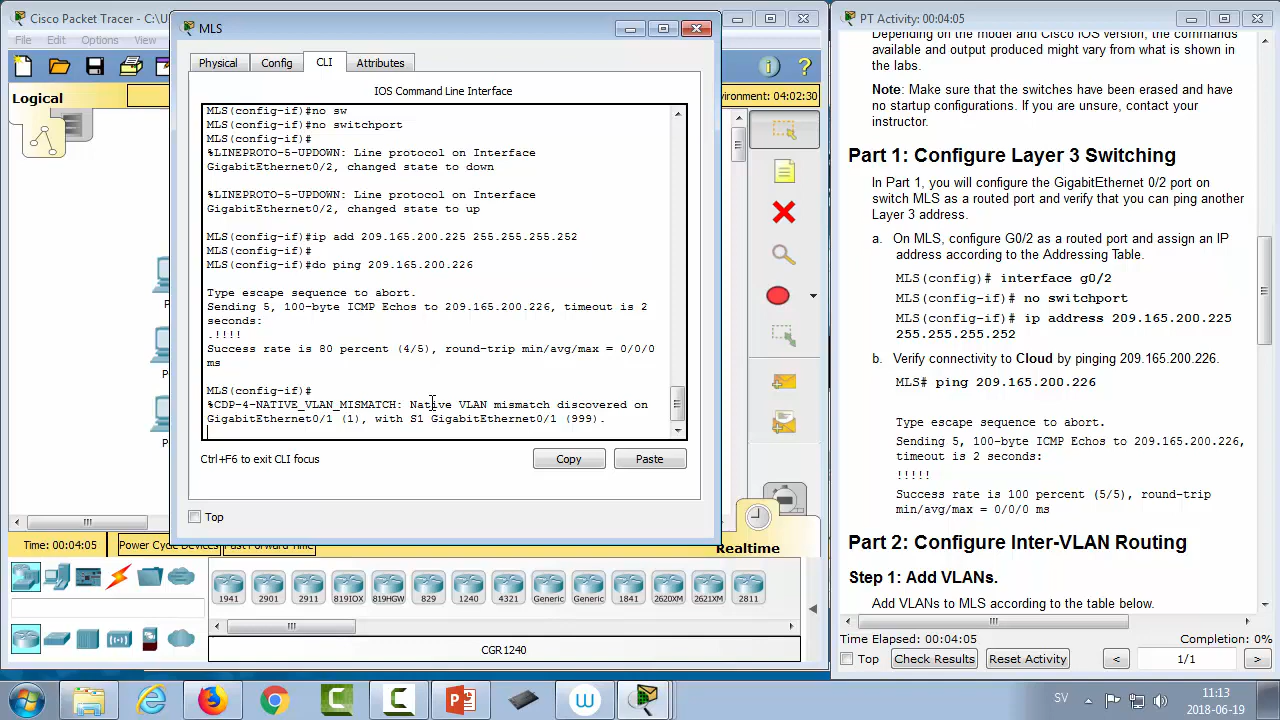 Cisco Packet Tracer - C:\U
File Edit Options View
Logical
MLS
Physical Config CLI Attributes
IOS Command Line Interface
MLS(config-if)#no sw
MLS(config-if)#no switchport
MLS(config-if)#
%LINEPROTO-5-UPDOWN: Line protocol on Interface
GigabitEthernet0/2, changed state to down
%LINEPROTO-5-UPDOWN: Line protocol on Interface
GigabitEthernet0/2, changed state to up
MLS(config-if)#ip add 209.165.200.225 255.255.255.252
MLS(config-if)#
MLS(config-if)#do ping 209.165.200.226
Type escape sequence to abort.
Sending 5, 100-byte ICMP Echos to 209.165.200.226, timeout is 2
seconds:
.!!!!
Success rate is 80 percent (4/5), round-trip min/avg/max = 0/0/0
ms
MLS(config-if)#
%CDP-4-NATIVE_VLAN_MISMATCH: Native VLAN mismatch discovered on
GigabitEthernet0/1 (1), with S1 GigabitEthernet0/1 (999).
Ctrl+F6 to exit CLI focus
Copy Paste
Top
vironment: 04:02:30
Time: 00:04:05 Power Cycle Devices Fast Forward Time
Realtime
1941 2901 2911 819IOX 819HGW 829 1240 4321 Generic Generic 1841 2620XM 2621XM 2811
CGR1240
PT Activity: 00:04:05
Depending on the model and Cisco IOS version, the commands
available and output produced might vary from what is shown in
the labs.
Note: Make sure that the switches have been erased and have
no startup configurations. If you are unsure, contact your
instructor.
Part 1: Configure Layer 3 Switching
In Part 1, you will configure the GigabitEthernet 0/2 port on
switch MLS as a routed port and verify that you can ping another
Layer 3 address.
a. On MLS, configure G0/2 as a routed port and assign an IP
address according to the Addressing Table.
MLS(config)# interface g0/2
MLS(config-if)# no switchport
MLS(config-if)# ip address 209.165.200.225
255.255.255.252
b. Verify connectivity to Cloud by pinging 209.165.200.226.
MLS# ping 209.165.200.226
Type escape sequence to abort.
Sending 5, 100-byte ICMP Echos to 209.165.200.226,
timeout is 2 seconds:
!!!!!
Success rate is 100 percent (5/5), round-trip
min/avg/max = 0/0/0 ms
Part 2: Configure Inter-VLAN Routing
Step 1: Add VLANs.
Add VLANs to MLS according to the table below.
Time Elapsed: 00:04:05 Completion: 0%
Top Check Results Reset Activity < 1/1 >
SV 11:13
2018-06-19